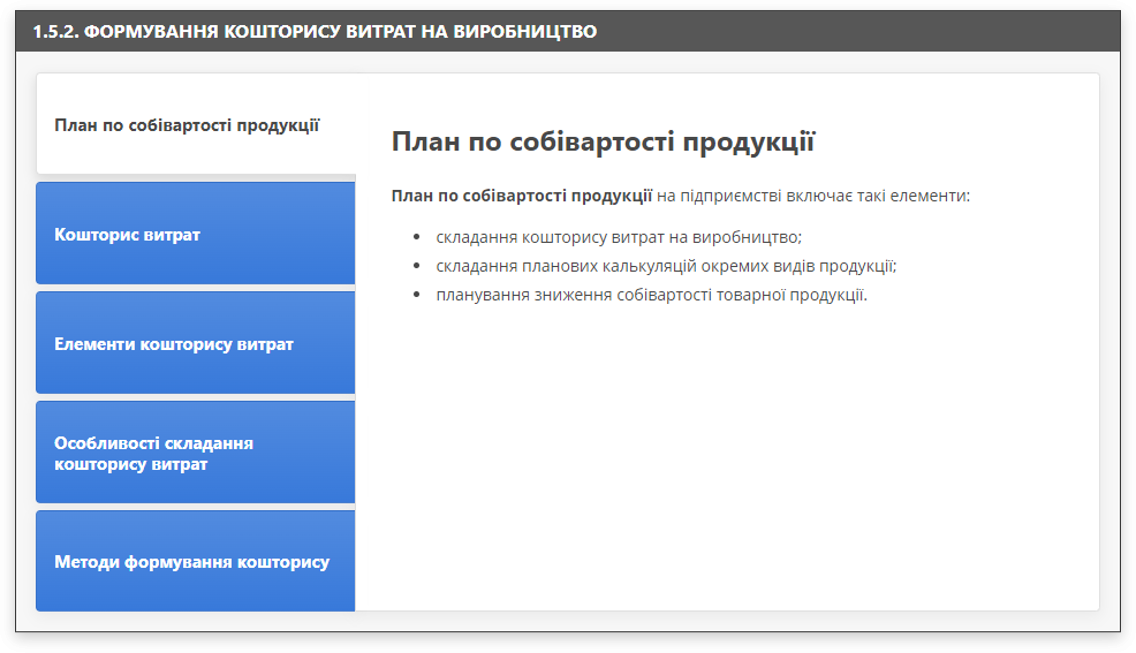 1.5.2. ФОРМУВАННЯ КОШТОРИСУ ВИТРАТ НА ВИРОБНИЦТВО
План по собівартості продукції
Кошторис витрат
Елементи кошторису витрат
Особливості складання
кошторису витрат
Методи формування кошторису
План по собівартості продукції
План по собівартості продукції на підприємстві включає такі елементи:
• складання кошторису витрат на виробництво;
• складання планових калькуляцій окремих видів продукції;
• планування зниження собівартості товарної продукції.